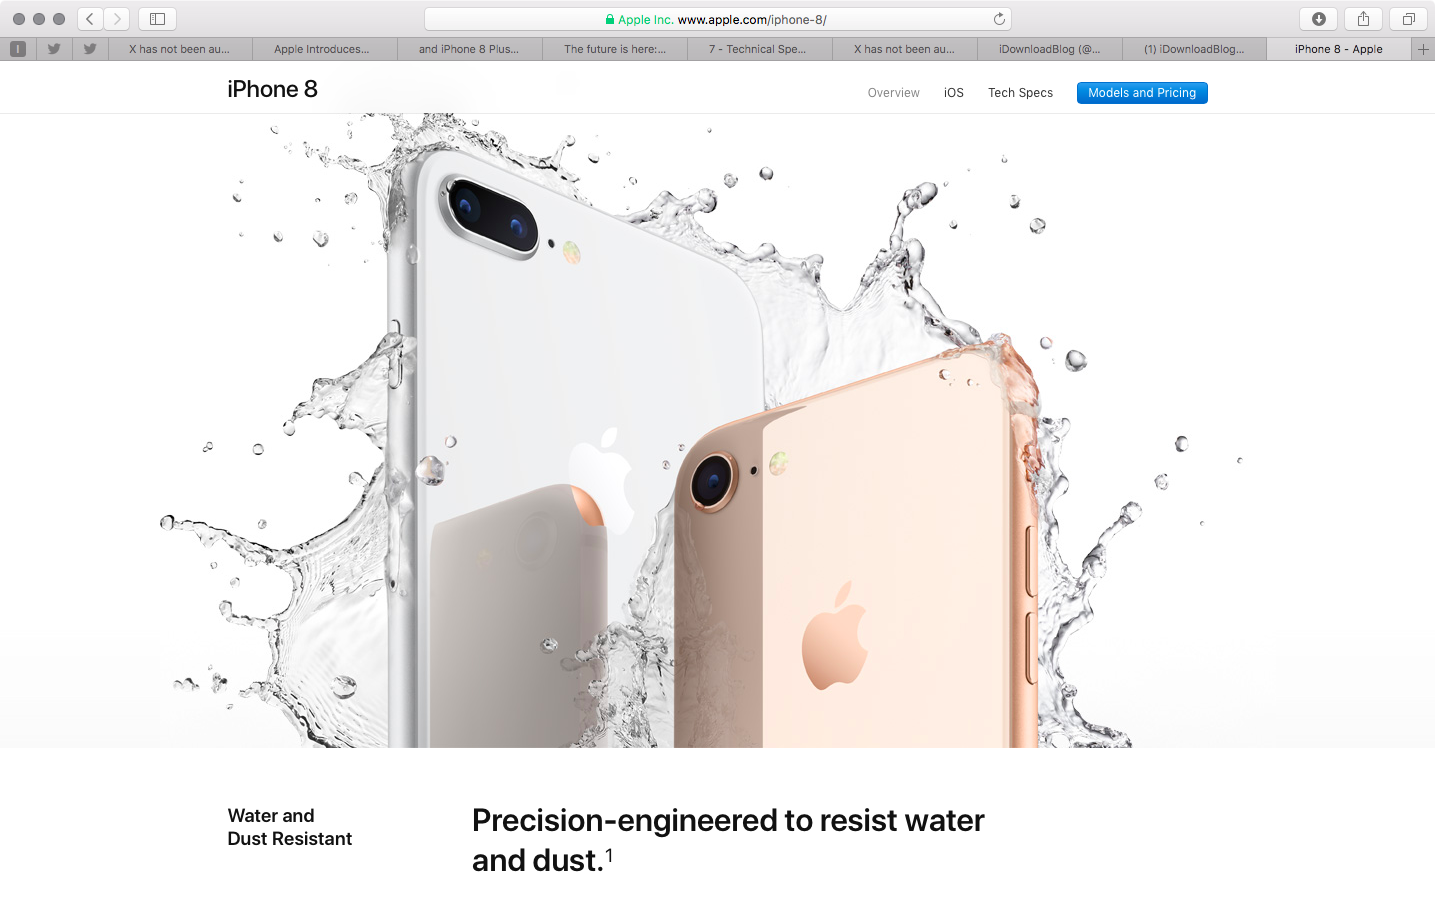 Apple Inc. www.apple.com/iphone-8/
I
X has not been au...
Apple Introduces...
and iPhone 8 Plus...
The future is here:...
7 - Technical Spe...
X has not been au...
iDownloadBlog (@...
(1) iDownloadBlog...
iPhone 8 - Apple
iPhone 8
Overview
iOS
Tech Specs
Models and Pricing
Water and
Dust Resistant
Precision-engineered to resist water
and dust.1